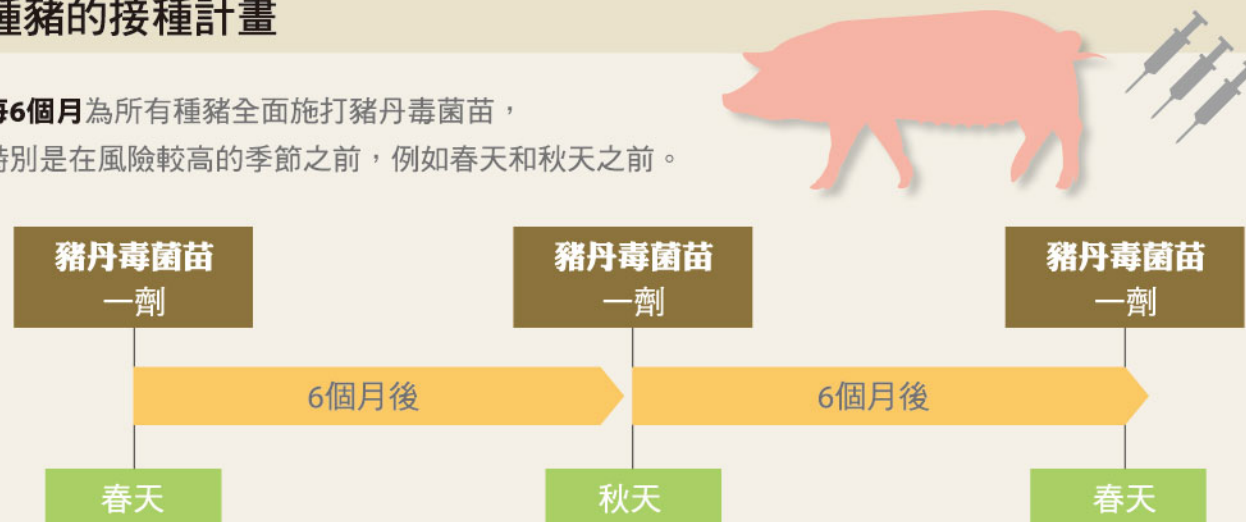 種豬的接種計畫
每6個月為所有種豬全面施打豬丹毒菌苗，
特別是在風險較高的季節之前，例如春天和秋天之前。
豬丹毒菌苗
一劑
豬丹毒菌苗
一劑
豬丹毒菌苗
一劑
6個月後
6個月後
春天
秋天
春天